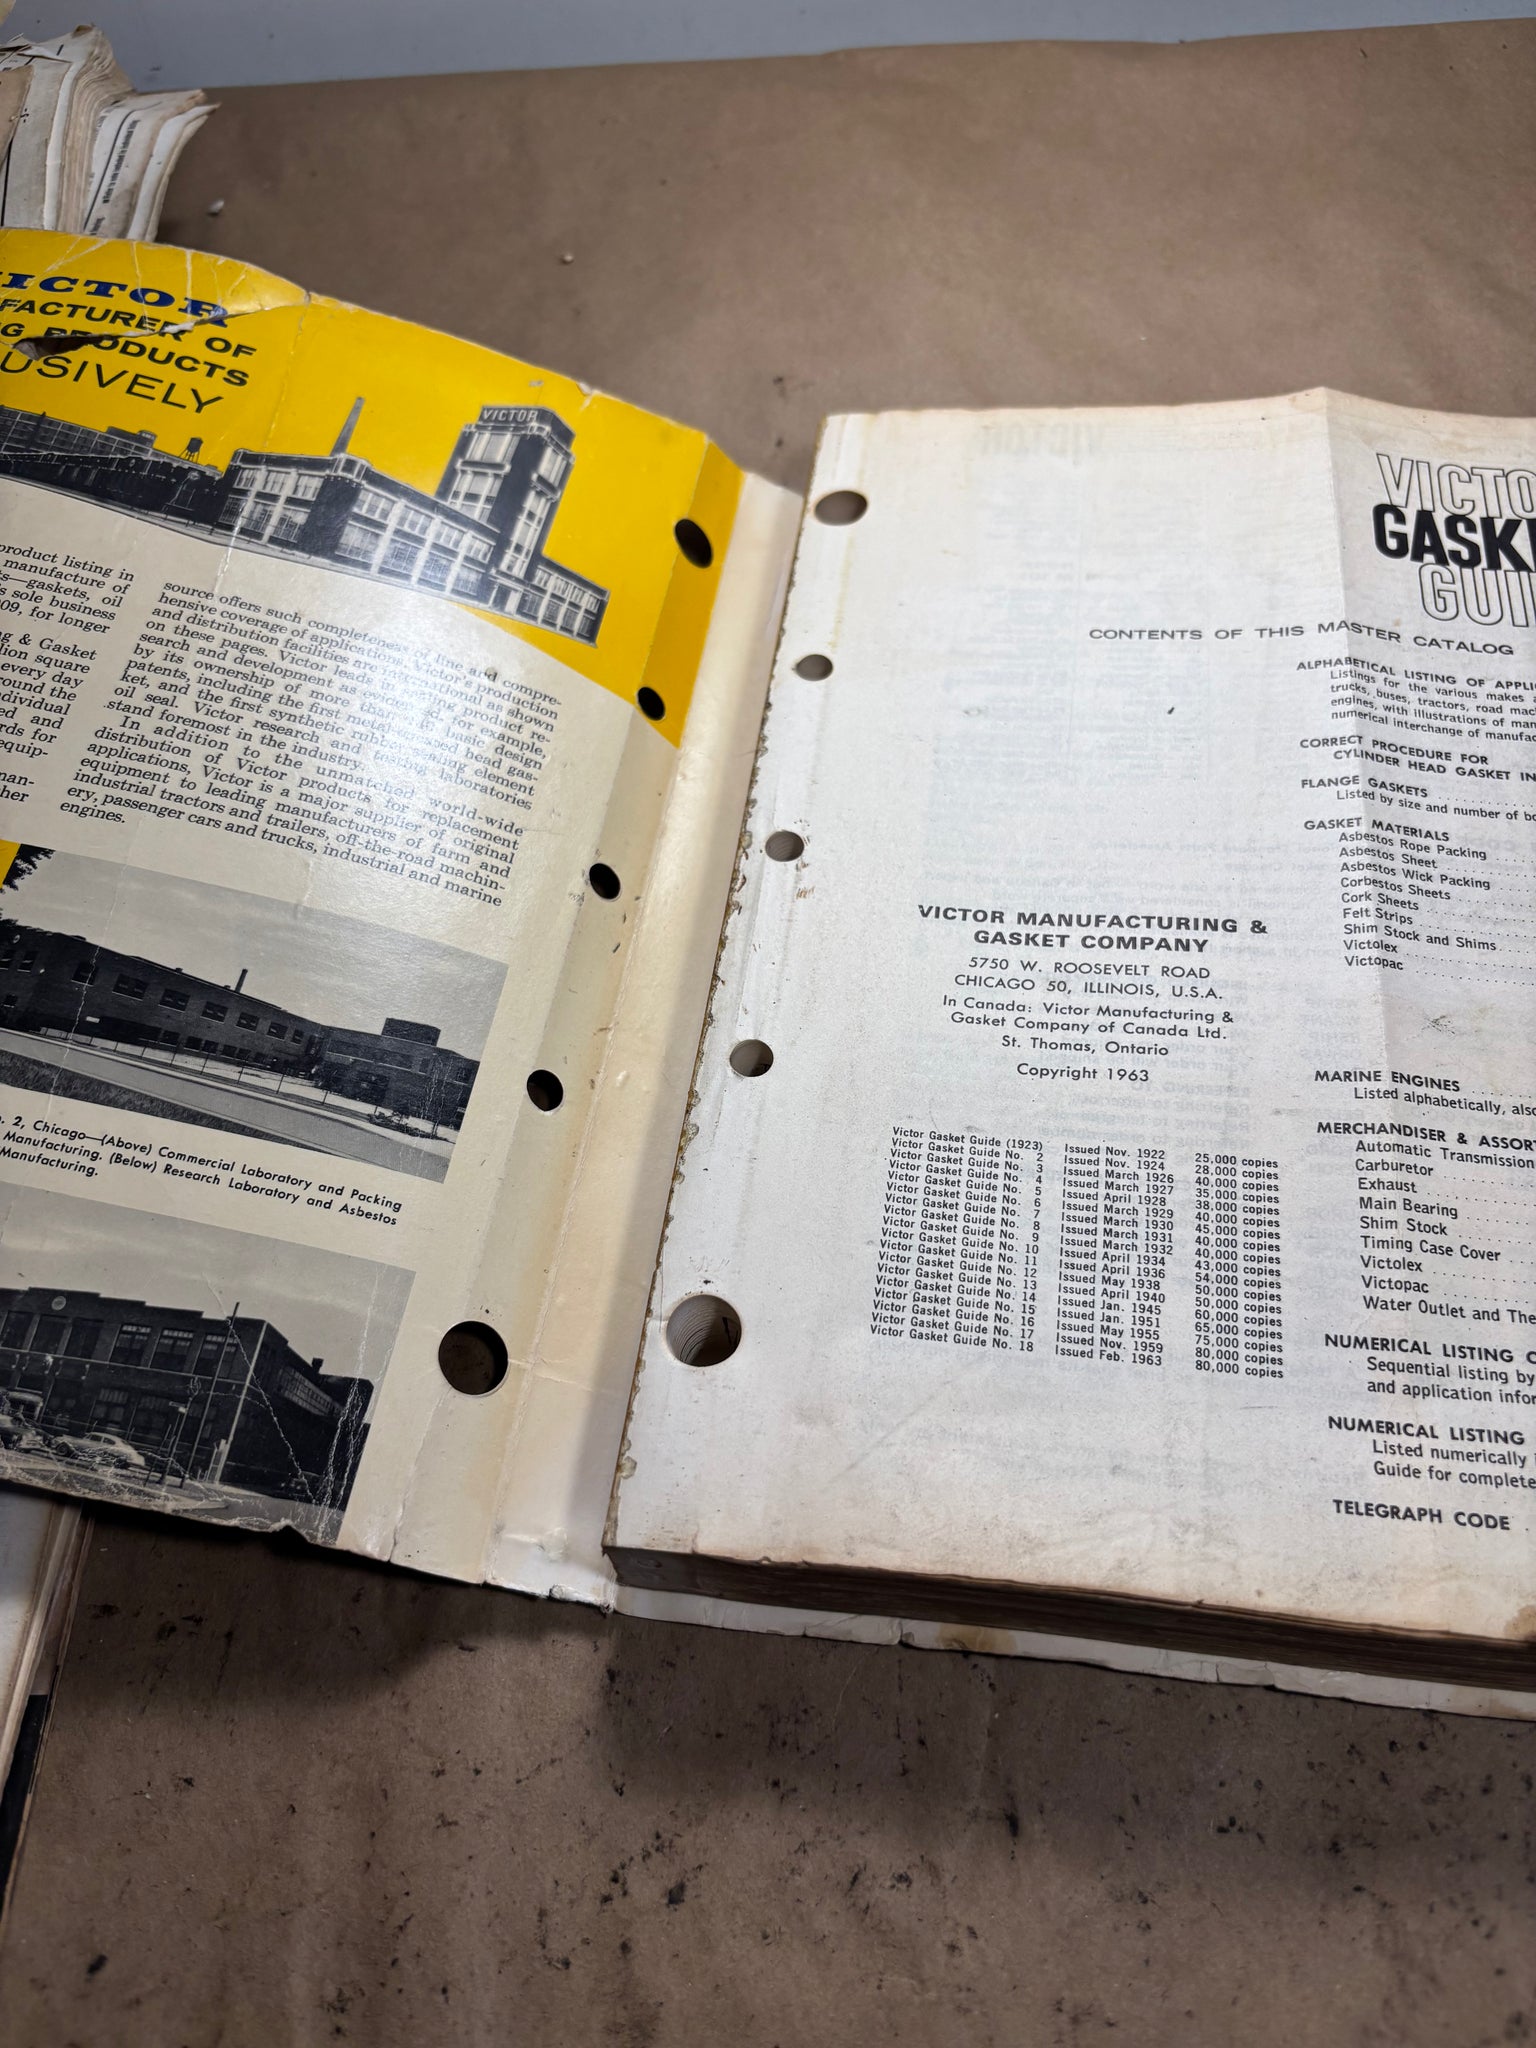 ICTOR
FACTURER OF
G PRODUCTS
USIVELY
VICTOR
product listing in
manufacture of
ts—gaskets, oil
s sole business
09, for longer
g & Gasket
lion square
every day
round the
dividual
ed and
rds for
equip-
man-
ther
source offers such completeness of line and compre-
hensive coverage of applications. Victor's production
and distribution facilities are international as shown
on these pages. Victor leads in sealing product re-
search and development as evidenced, for example,
by its ownership of more than basic design
patents, including the first metal-cased head gas-
ket, and the first synthetic rubber sealing element
oil seal. Victor research and testing laboratories
stand foremost in the industry.
In addition to the unmatched world-wide
distribution of Victor products for replacement
applications, Victor is a major supplier of original
equipment to leading manufacturers of farm and
industrial tractors and trailers, off-the-road machin-
ery, passenger cars and trucks, industrial and marine
engines.
. 2, Chicago—(Above) Commercial Laboratory and Packing
Manufacturing. (Below) Research Laboratory and Asbestos
Manufacturing.
VICTO
GASK
GUI
CONTENTS OF THIS MASTER CATALOG
VICTOR MANUFACTURING &
GASKET COMPANY
5750 W. ROOSEVELT ROAD
CHICAGO 50, ILLINOIS, U.S.A.
In Canada: Victor Manufacturing &
Gasket Company of Canada Ltd.
St. Thomas, Ontario
Copyright 1963
Victor Gasket Guide (1923) Issued Nov. 1922 25,000 copies
Victor Gasket Guide No. 2 Issued Nov. 1924 28,000 copies
Victor Gasket Guide No. 3 Issued March 1926 40,000 copies
Victor Gasket Guide No. 4 Issued March 1927 35,000 copies
Victor Gasket Guide No. 5 Issued April 1928 38,000 copies
Victor Gasket Guide No. 6 Issued March 1929 40,000 copies
Victor Gasket Guide No. 7 Issued March 1930 45,000 copies
Victor Gasket Guide No. 8 Issued March 1931 40,000 copies
Victor Gasket Guide No. 9 Issued March 1932 40,000 copies
Victor Gasket Guide No. 10 Issued April 1934 43,000 copies
Victor Gasket Guide No. 11 Issued April 1936 54,000 copies
Victor Gasket Guide No. 12 Issued May 1938 50,000 copies
Victor Gasket Guide No. 13 Issued April 1940 50,000 copies
Victor Gasket Guide No. 14 Issued Jan. 1945 60,000 copies
Victor Gasket Guide No. 15 Issued Jan. 1951 65,000 copies
Victor Gasket Guide No. 16 Issued May 1955 75,000 copies
Victor Gasket Guide No. 17 Issued Nov. 1959 80,000 copies
Victor Gasket Guide No. 18 Issued Feb. 1963 80,000 copies
ALPHABETICAL LISTING OF APPLI
Listings for the various makes a
trucks, buses, tractors, road mac
engines, with illustrations of man
numerical interchange of manufac
CORRECT PROCEDURE FOR
CYLINDER HEAD GASKET IN
FLANGE GASKETS
Listed by size and number of bo
GASKET MATERIALS
Asbestos Rope Packing
Asbestos Sheet
Asbestos Wick Packing
Corbestos Sheets
Cork Sheets
Felt Strips
Shim Stock and Shims
Victolex
Victopac
MARINE ENGINES
Listed alphabetically, also
MERCHANDISER & ASSORT
Automatic Transmission
Carburetor
Exhaust
Main Bearing
Shim Stock
Timing Case Cover
Victolex
Victopac
Water Outlet and The
NUMERICAL LISTING O
Sequential listing by
and application infor
NUMERICAL LISTING
Listed numerically
Guide for complete
TELEGRAPH CODE